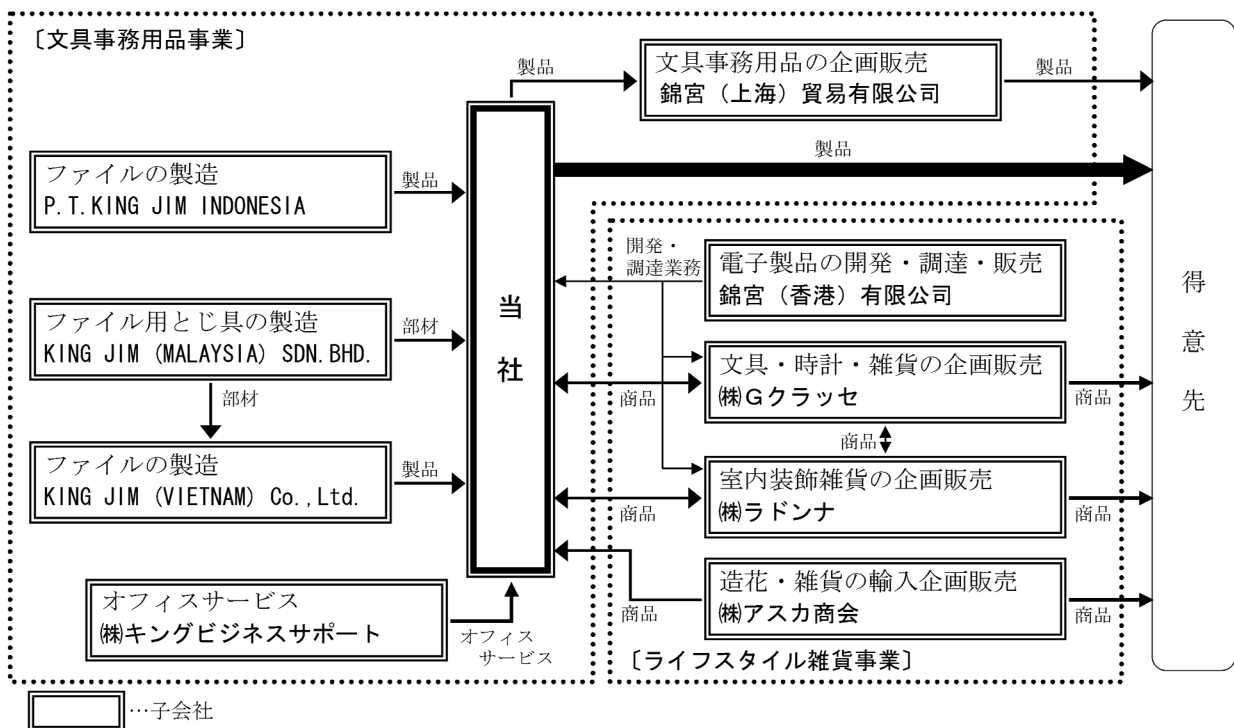 〔文具事務用品事業〕
文具事務用品の企画販売
錦宮（上海）貿易有限公司
製品
製品
製品
ファイルの製造
P.T.KING JIM INDONESIA
製品
ファイル用とじ具の製造
KING JIM (MALAYSIA) SDN.BHD.
部材
部材
ファイルの製造
KING JIM (VIETNAM) Co.,Ltd.
製品
オフィスサービス
㈱キングビジネスサポート
オフィス
サービス
当社
開発・
調達業務
電子製品の開発・調達・販売
錦宮（香港）有限公司
文具・時計・雑貨の企画販売
㈱Ｇクラッセ
商品
商品
商品
室内装飾雑貨の企画販売
㈱ラドンナ
商品
商品
造花・雑貨の輸入企画販売
㈱アスカ商会
商品
商品
〔ライフスタイル雑貨事業〕
得意先
…子会社